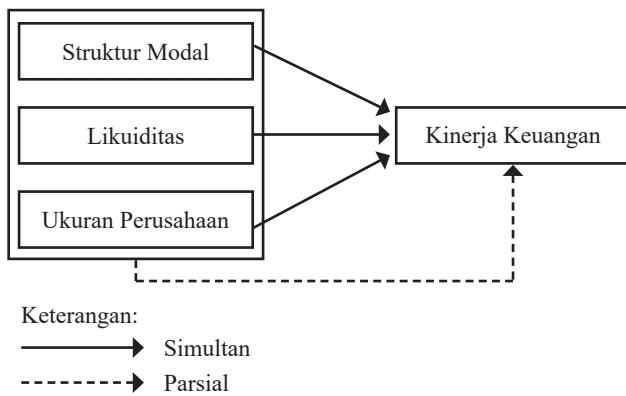 Struktur Modal
Likuiditas
Kinerja Keuangan
Ukuran Perusahaan
Keterangan:
Simultan
Parsial